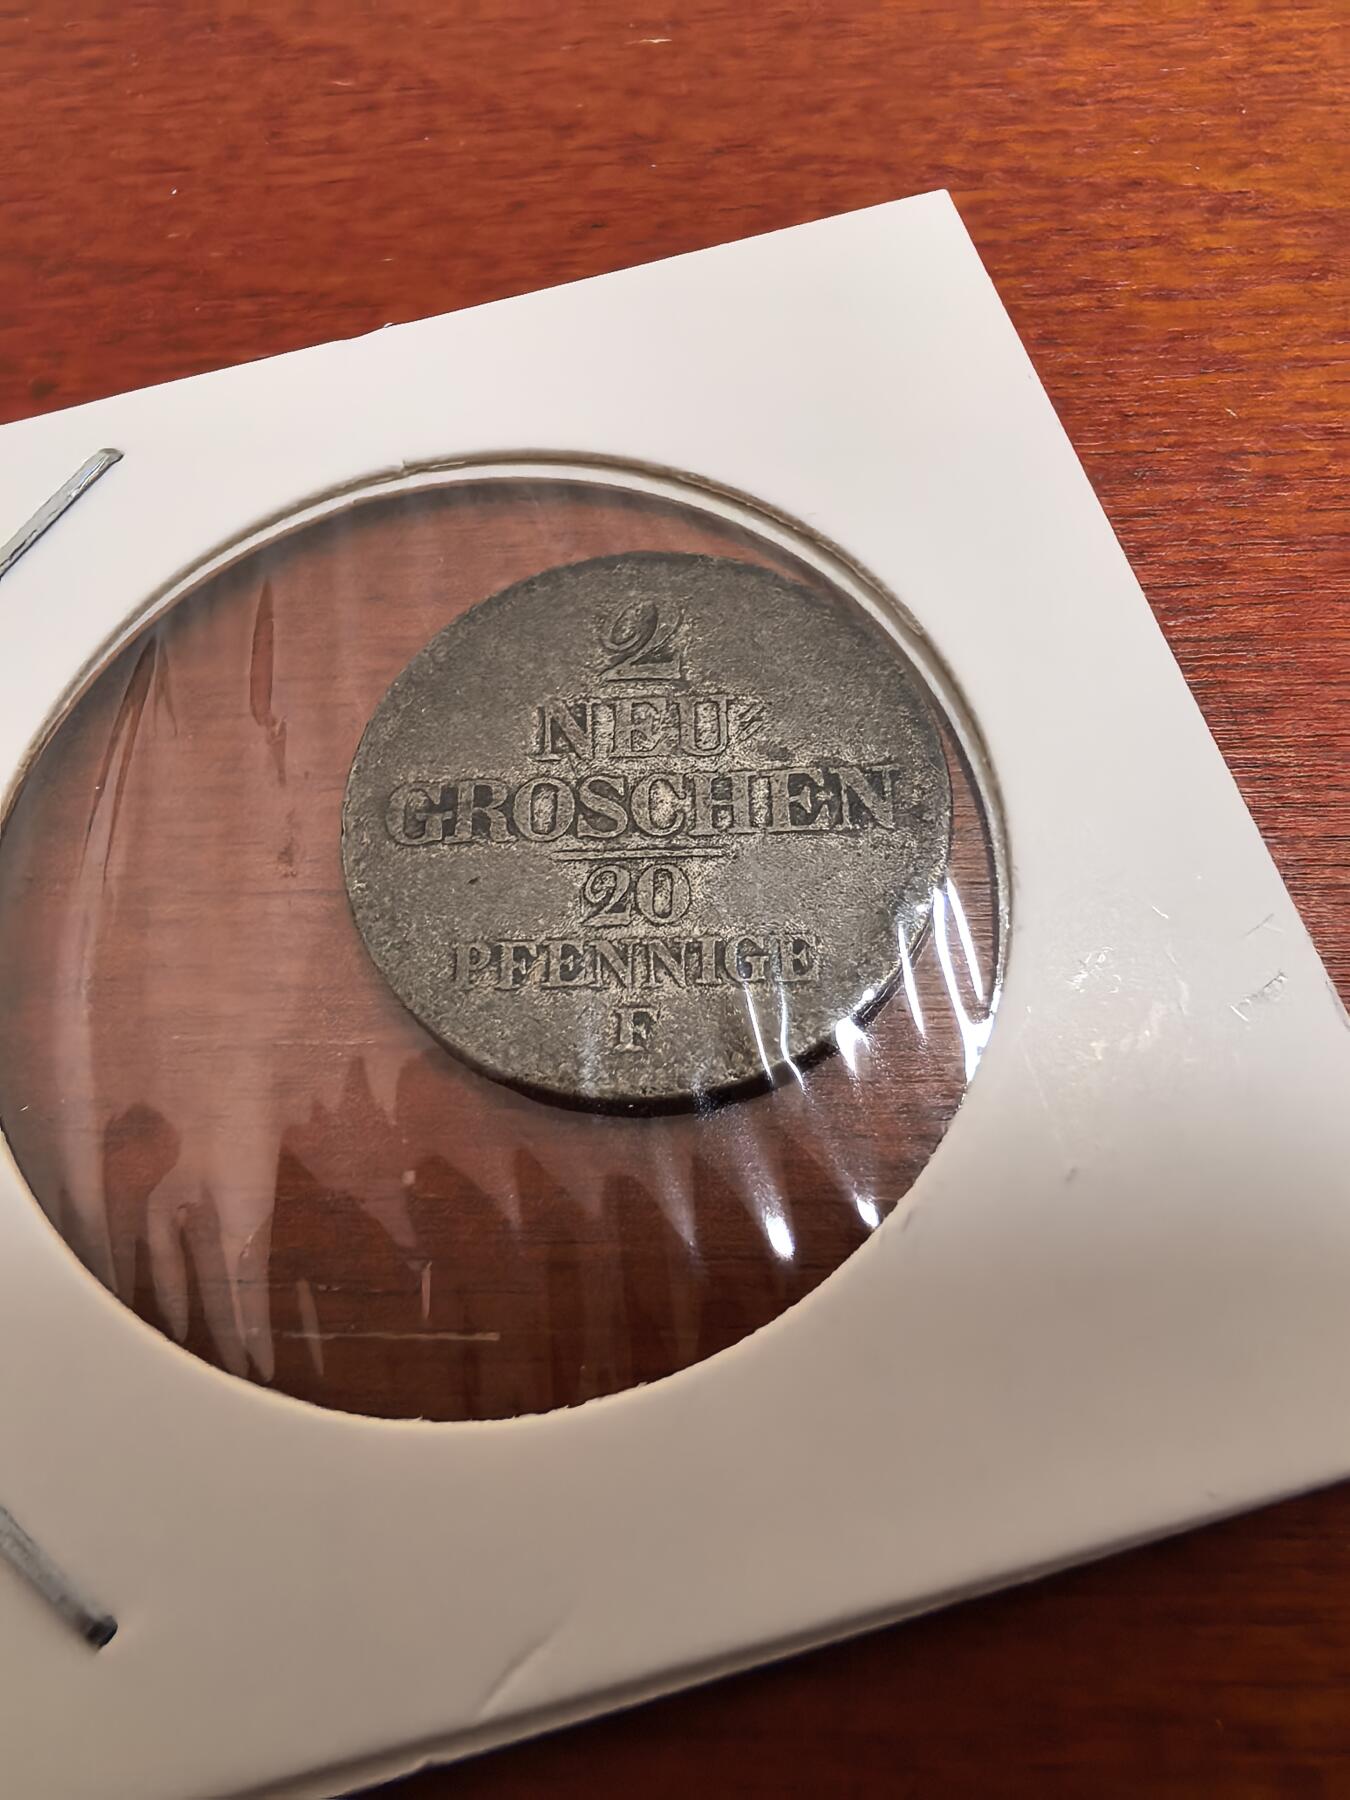 2
NEU-
GROSCHEN
20
PFENNIGE
F